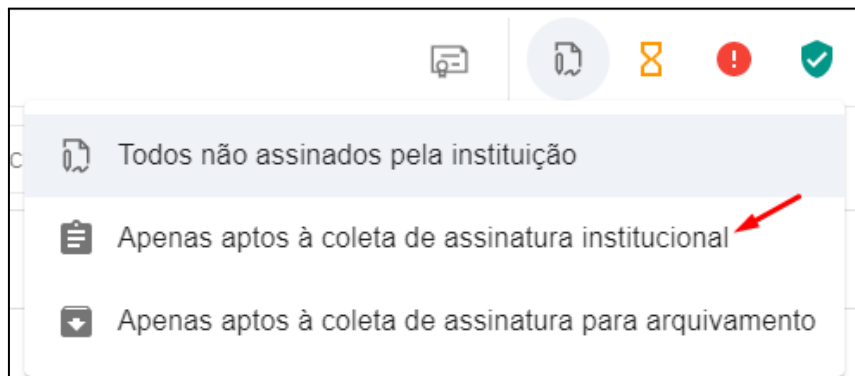 Todos não assinados pela instituição
Apenas aptos à coleta de assinatura institucional
Apenas aptos à coleta de assinatura para arquivamento